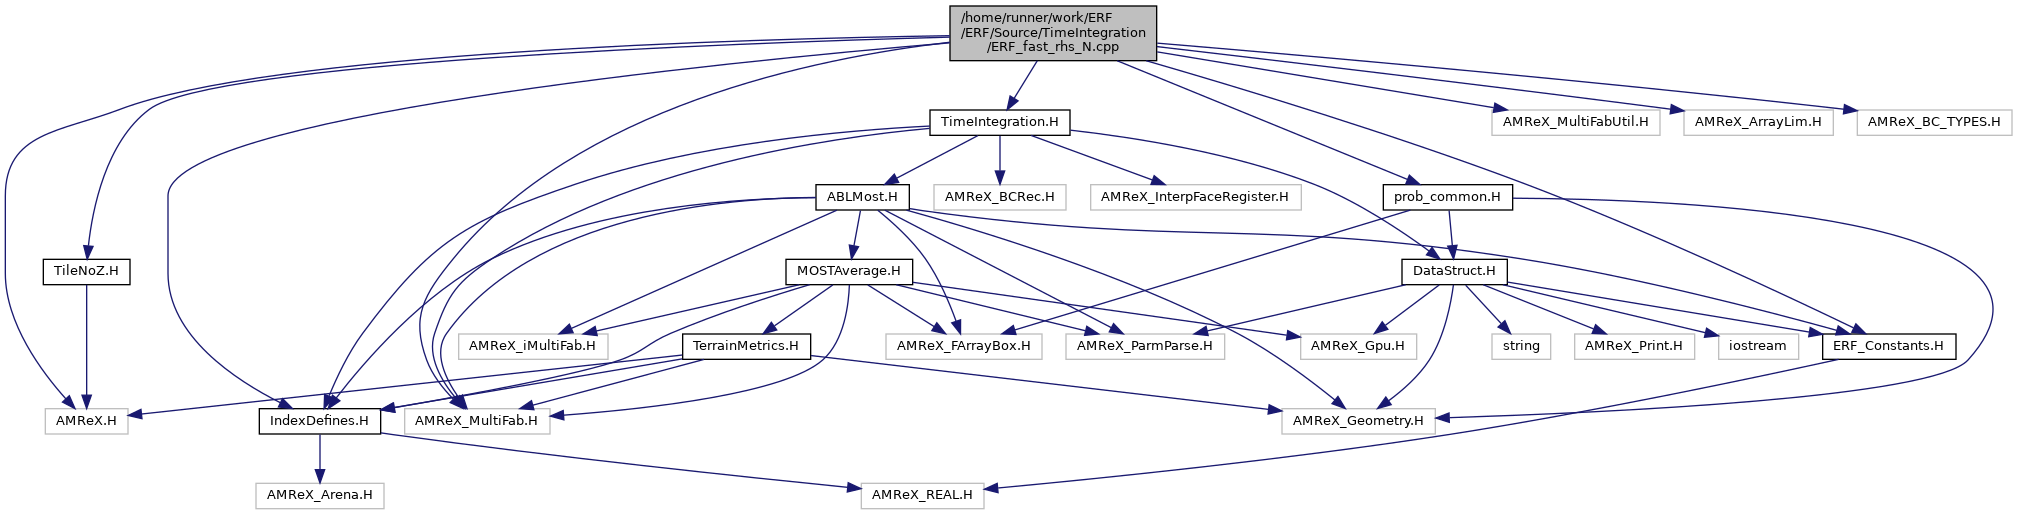 /home/runner/work/ERF
/ERF/Source/TimeIntegration
/ERF_fast_rhs_N.cpp
TimeIntegration.H
AMReX_MultiFabUtil.H
AMReX_ArrayLim.H
AMReX_BC_TYPES.H
ABLMost.H
AMReX_BCRec.H
AMReX_InterpFaceRegister.H
prob_common.H
TileNoZ.H
MOSTAverage.H
DataStruct.H
AMReX_iMultiFab.H
TerrainMetrics.H
AMReX_FArrayBox.H
AMReX_ParmParse.H
AMReX_Gpu.H
string
AMReX_Print.H
iostream
ERF_Constants.H
AMReX.H
IndexDefines.H
AMReX_MultiFab.H
AMReX_Geometry.H
AMReX_Arena.H
AMReX_REAL.H